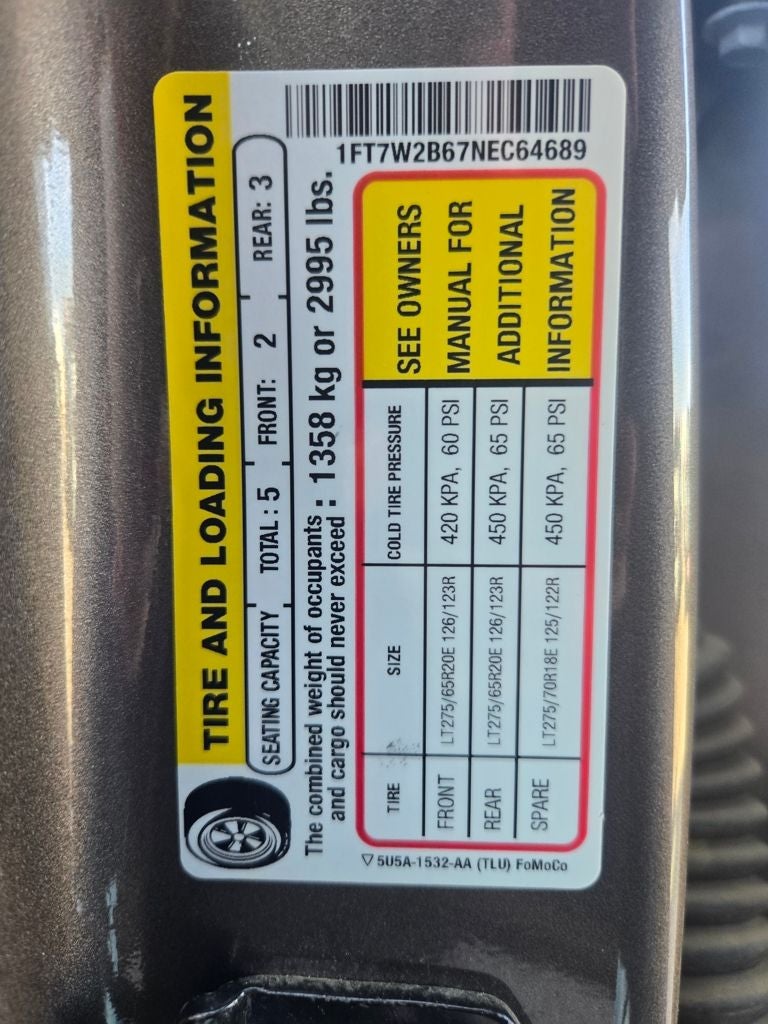 TIRE AND LOADING INFORMATION
SEATING CAPACITY TOTAL : 5 FRONT: 2 REAR: 3
The combined weight of occupants and cargo should never exceed : 1358 kg or 2995 lbs.
1FT7W2B67NEC64689
TIRE SIZE COLD TIRE PRESSURE
FRONT LT275/65R20E 126/123R 420 KPA, 60 PSI
REAR LT275/65R20E 126/123R 450 KPA, 65 PSI
SPARE LT275/70R18E 125/122R 450 KPA, 65 PSI
SEE OWNERS
MANUAL FOR
ADDITIONAL
INFORMATION
5U5A-1532-AA (TLU) FoMoCo